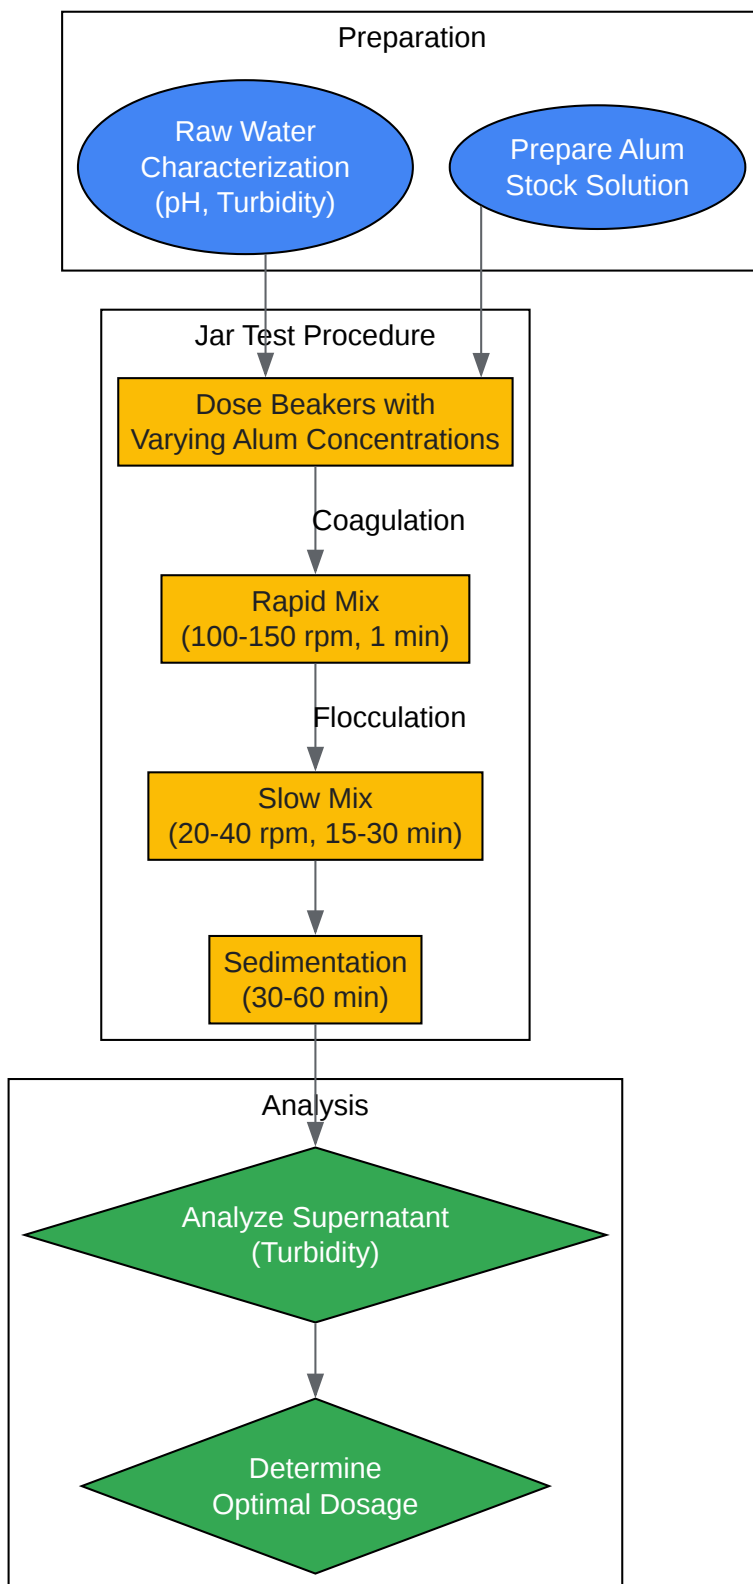 Preparation
Raw Water
Characterization
(pH, Turbidity)
Prepare Alum
Stock Solution
Jar Test Procedure
Dose Beakers with
Varying Alum Concentrations
Coagulation
Rapid Mix
(100-150 rpm, 1 min)
Flocculation
Slow Mix
(20-40 rpm, 15-30 min)
Sedimentation
(30-60 min)
Analysis
Analyze Supernatant
(Turbidity)
Determine
Optimal Dosage